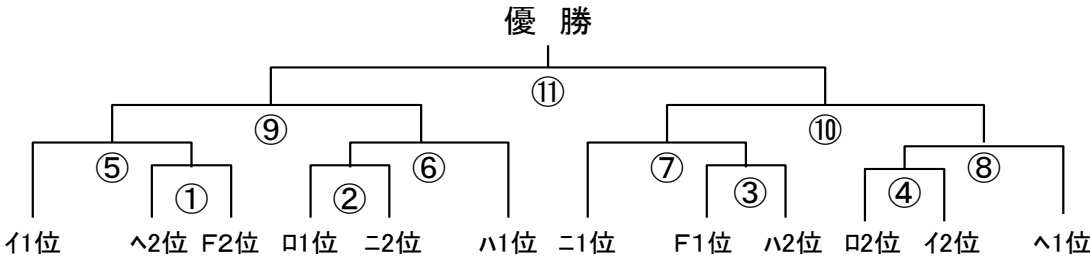 優 勝
⑪
⑨ ⑩
⑤ ⑥ ⑦ ⑧
① ② ③ ④
イ1位 ヘ2位 F2位 ロ1位 ニ2位 ハ1位 ニ1位 F1位 ハ2位 ロ2位 イ2位 ヘ1位